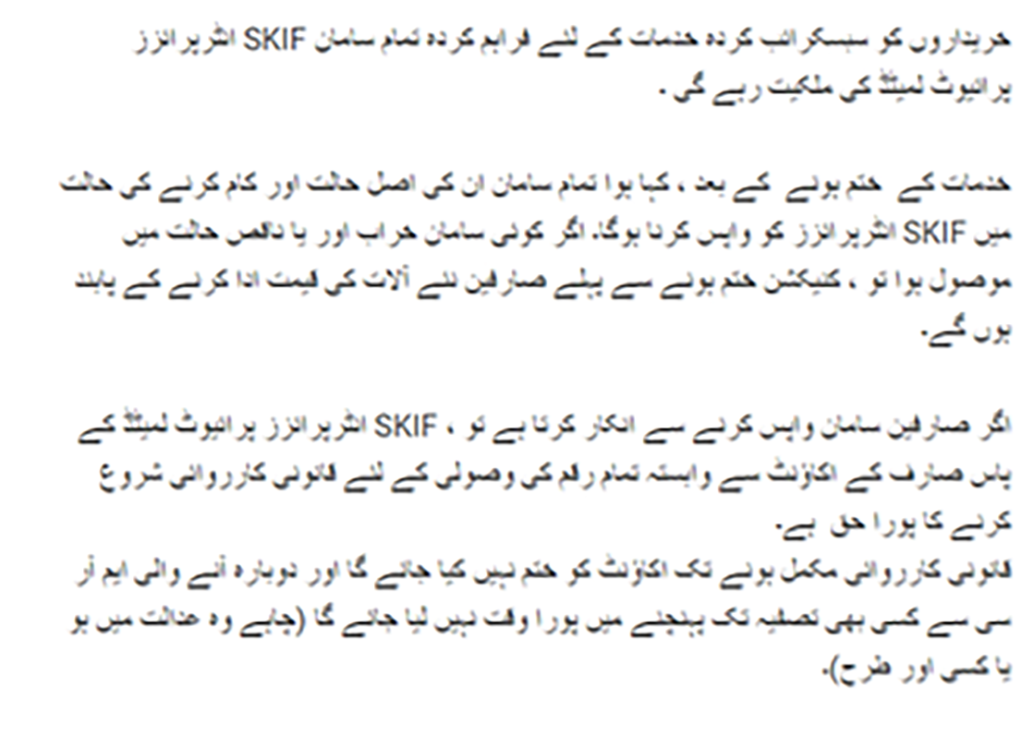 خریداروں کو سبسکرائب کردہ خدمات کے لئے فراہم کردہ تمام سامان SKIF انٹرپرائزز
پرائیوٹ لمیٹڈ کی ملکیت رہے گی .
خدمات کے ختم ہونے کے بعد ، کہا ہوا تمام سامان ان کی اصل حالت اور کام کرنے کی حالت
میں SKIF انٹرپرائزز کو واپس کرنا ہوگا۔ اگر کوئی سامان خراب اور یا ناقص حالت میں
موصول ہوا تو ، کنیکشن ختم ہونے سے پہلے صارفین نئے آلات کی قیمت ادا کرنے کے پابند
ہوں گے۔
اگر صارفین سامان واپس کرنے سے انکار کرتا ہے تو ، SKIF انٹرپرائزز پرائیوٹ لمیٹڈ کے
پاس صارف کے اکاؤنٹ سے وابستہ تمام رقم کی وصولی کے لئے قانونی کارروائی شروع
کرنے کا پورا حق ہے۔
قانونی کارروائی مکمل ہونے تک اکاؤنٹ کو ختم نہیں کیا جائے گا اور دوبارہ آنے والی ایم آر
سی سے کسی بھی تصفیہ تک پہنچنے میں پورا وقت نہیں لیا جائے گا (چاہے وہ عدالت میں ہو
یا کسی اور طرح)۔